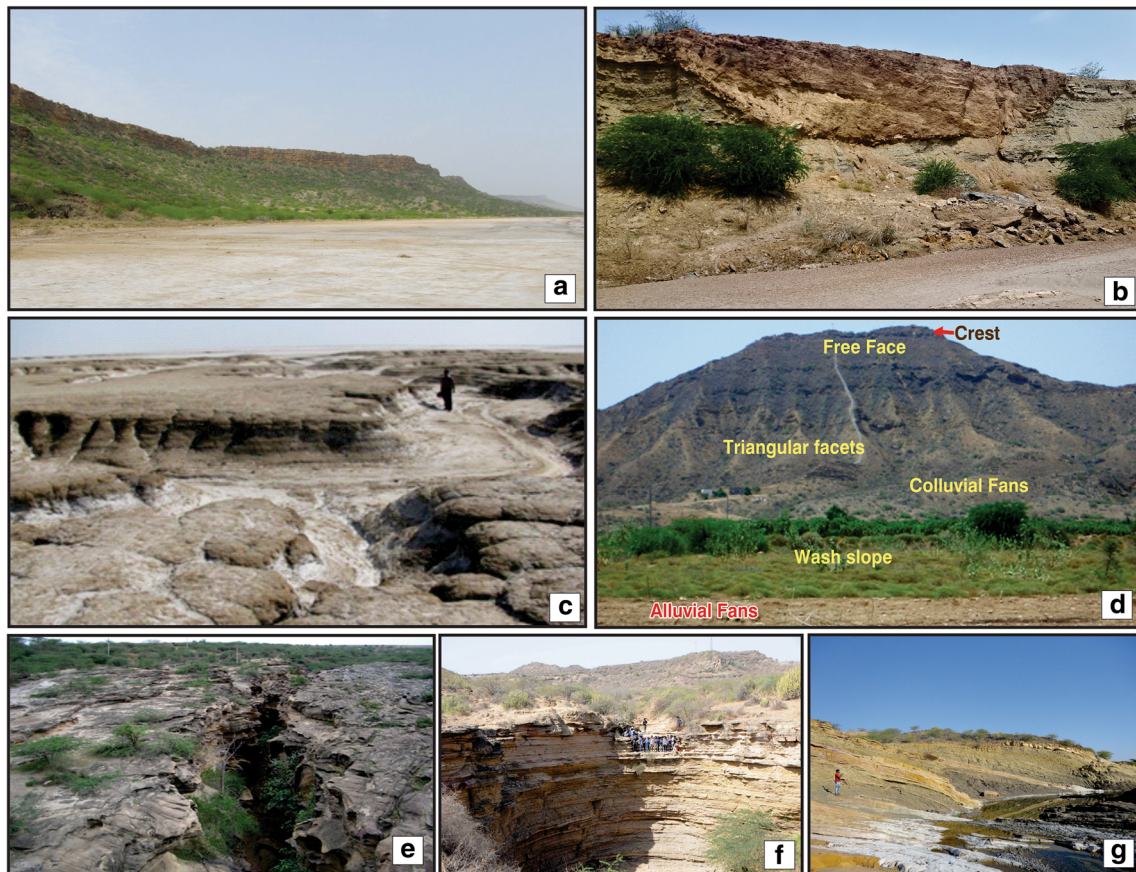 a
b
c
Crest
Free Face
Triangular facets
Colluvial Fans
Wash slope
Alluvial Fans
d
e
f
g